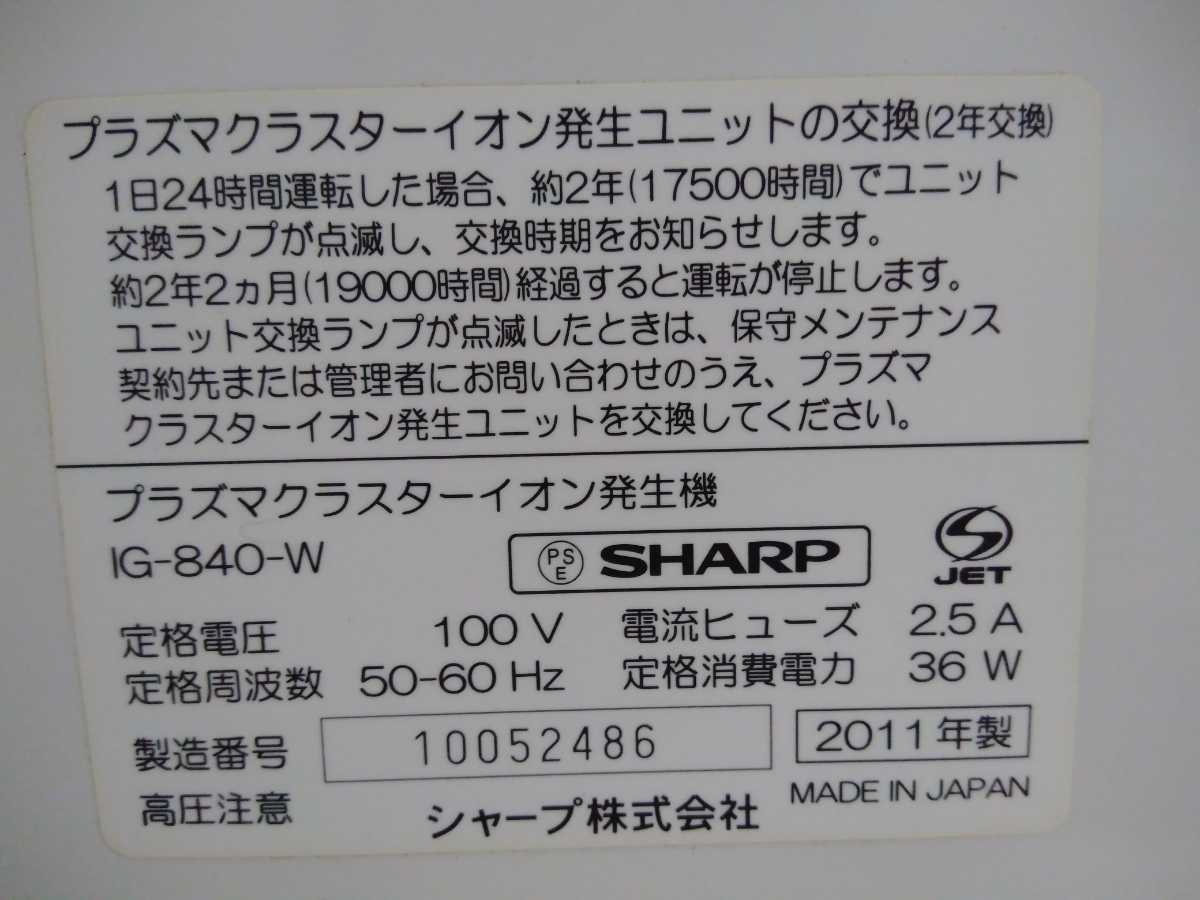 プラズマクラスターイオン発生ユニットの交換(2年交換)
1日24時間運転した場合、約2年(17500時間)でユニット
交換ランプが点滅し、交換時期をお知らせします。
約2年2ヵ月(19000時間)経過すると運転が停止します。
ユニット交換ランプが点滅したときは、保守メンテナンス
契約先または管理者にお問い合わせのうえ、プラズマ
クラスターイオン発生ユニットを交換してください。
プラズマクラスターイオン発生機
IG-840-W
PS
E
SHARP
JET
定格電圧 100 V 電流ヒューズ 2.5 A
定格周波数 50-60 Hz 定格消費電力 36 W
製造番号 10052486 2011年製
高圧注意 シャープ株式会社 MADE IN JAPAN